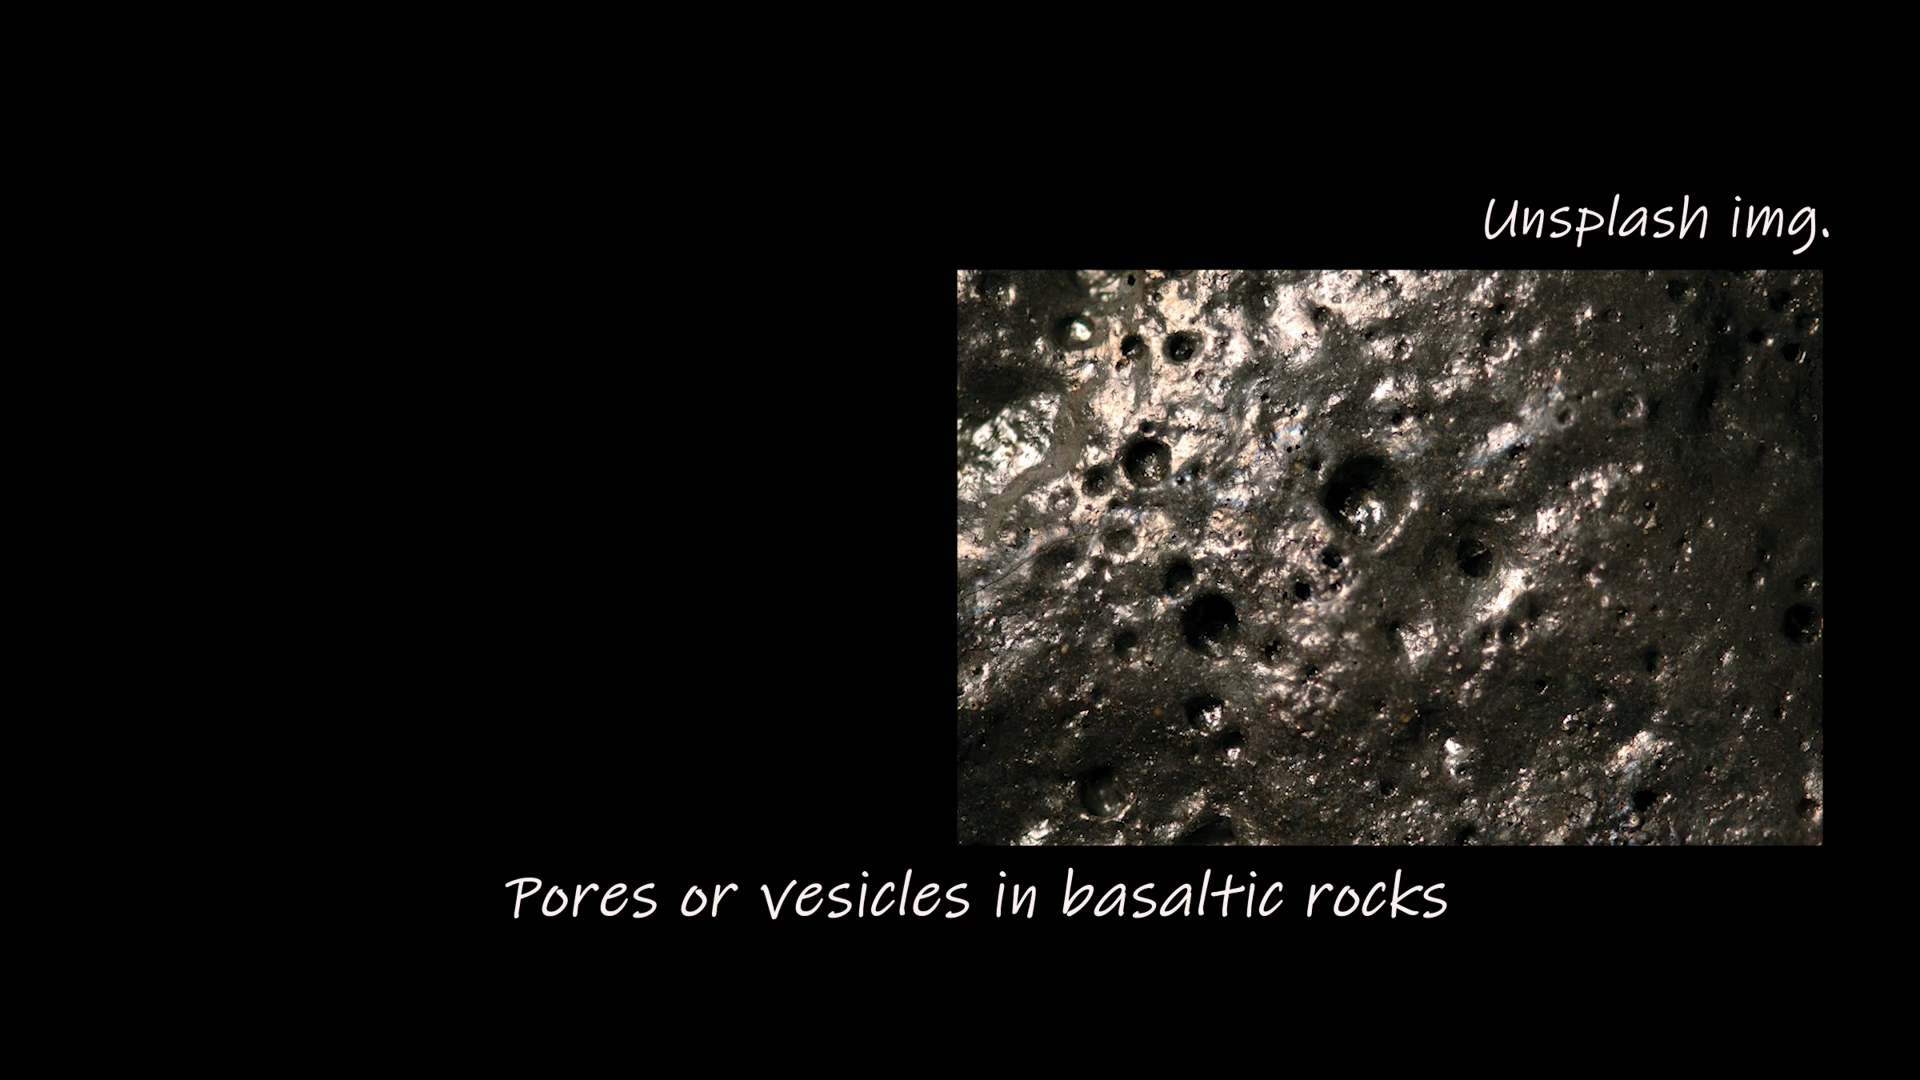 Unsplash img.
Pores or vesicles in basaltic rocks